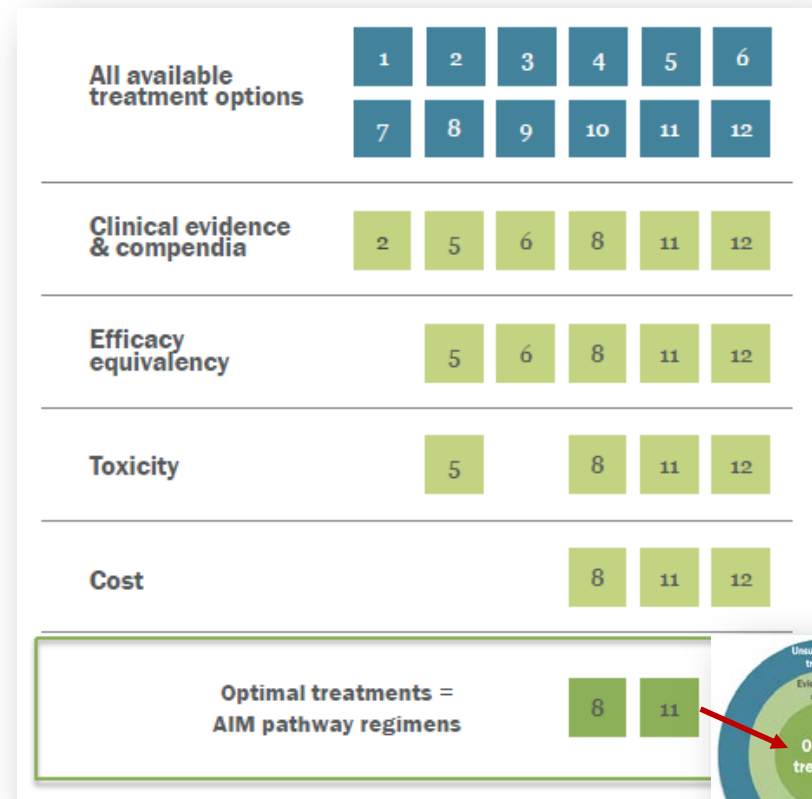 All available
treatment options
1 2 3 4 5 6
7 8 9 10 11 12
Clinical evidence
& compendia
2 5 6 8 11 12
Efficacy
equivalency
5 6 8 11 12
Toxicity
5 8 11 12
Cost
8 11 12
Optimal treatments =
AIM pathway regimens
8 11